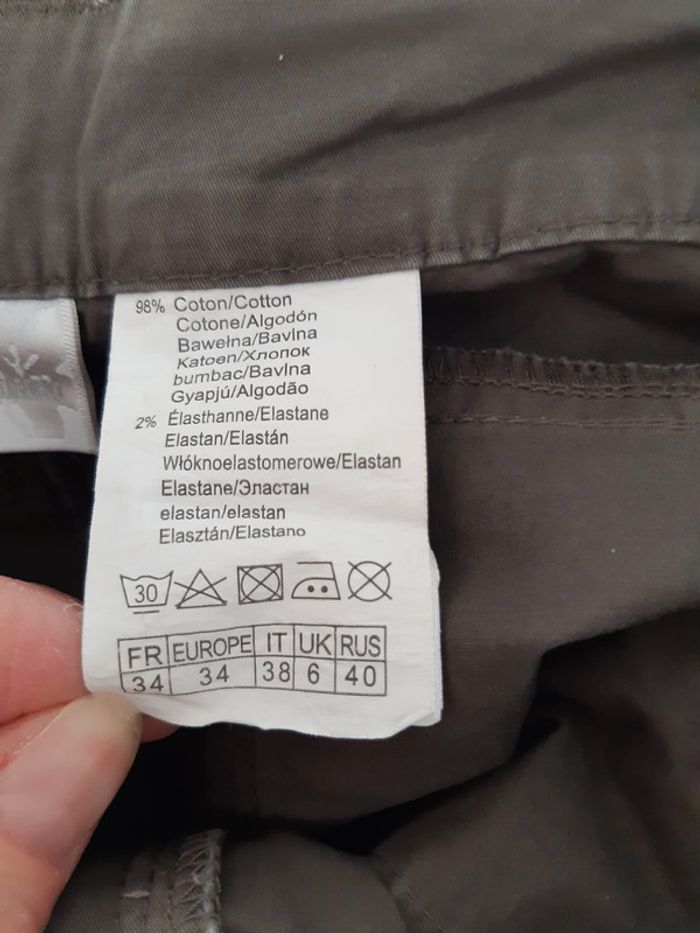 98% Coton/Cotton
Cotone/Algodón
Bawełna/Bavlna
Katoen/Хлопок
bumbac/Bavlna
Gyapjú/Algodão
2% Élasthanne/Elastane
Elastan/Elastán
Włóknoelastomerowe/Elastan
Elastane/Эластан
elastan/elastan
Elasztán/Elastano
30
FR EUROPE IT UK RUS
34 34 38 6 40